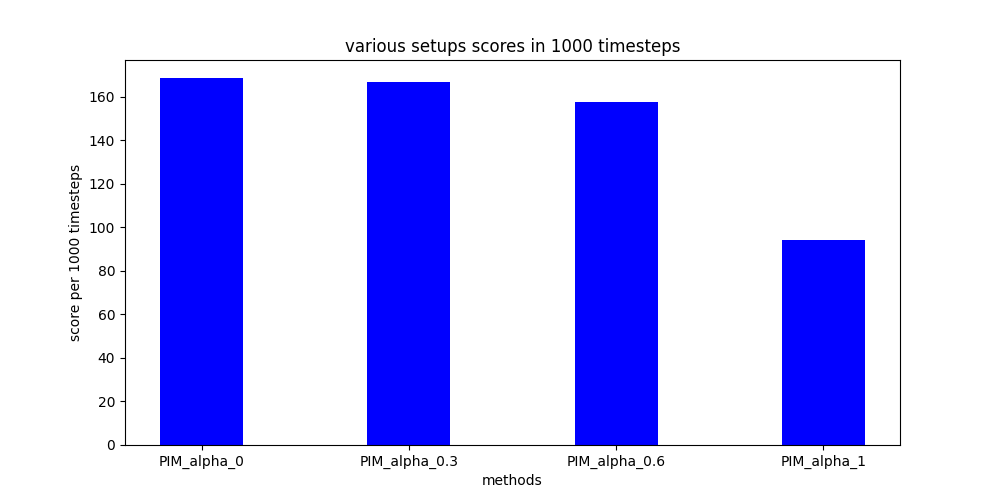 various setups scores in 1000 timesteps
score per 1000 timesteps
160
140
120
100
80
60
40
20
0
PIM_alpha_0 PIM_alpha_0.3 PIM_alpha_0.6 PIM_alpha_1
methods